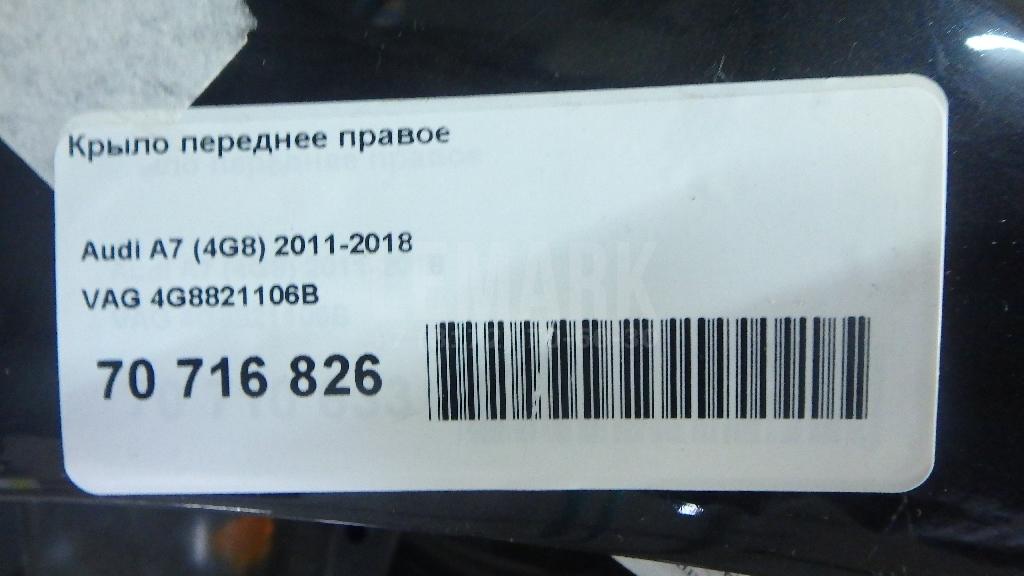 Крыло переднее правое
Audi A7 (4G8) 2011-2018
VAG 4G8821106B
70 716 826